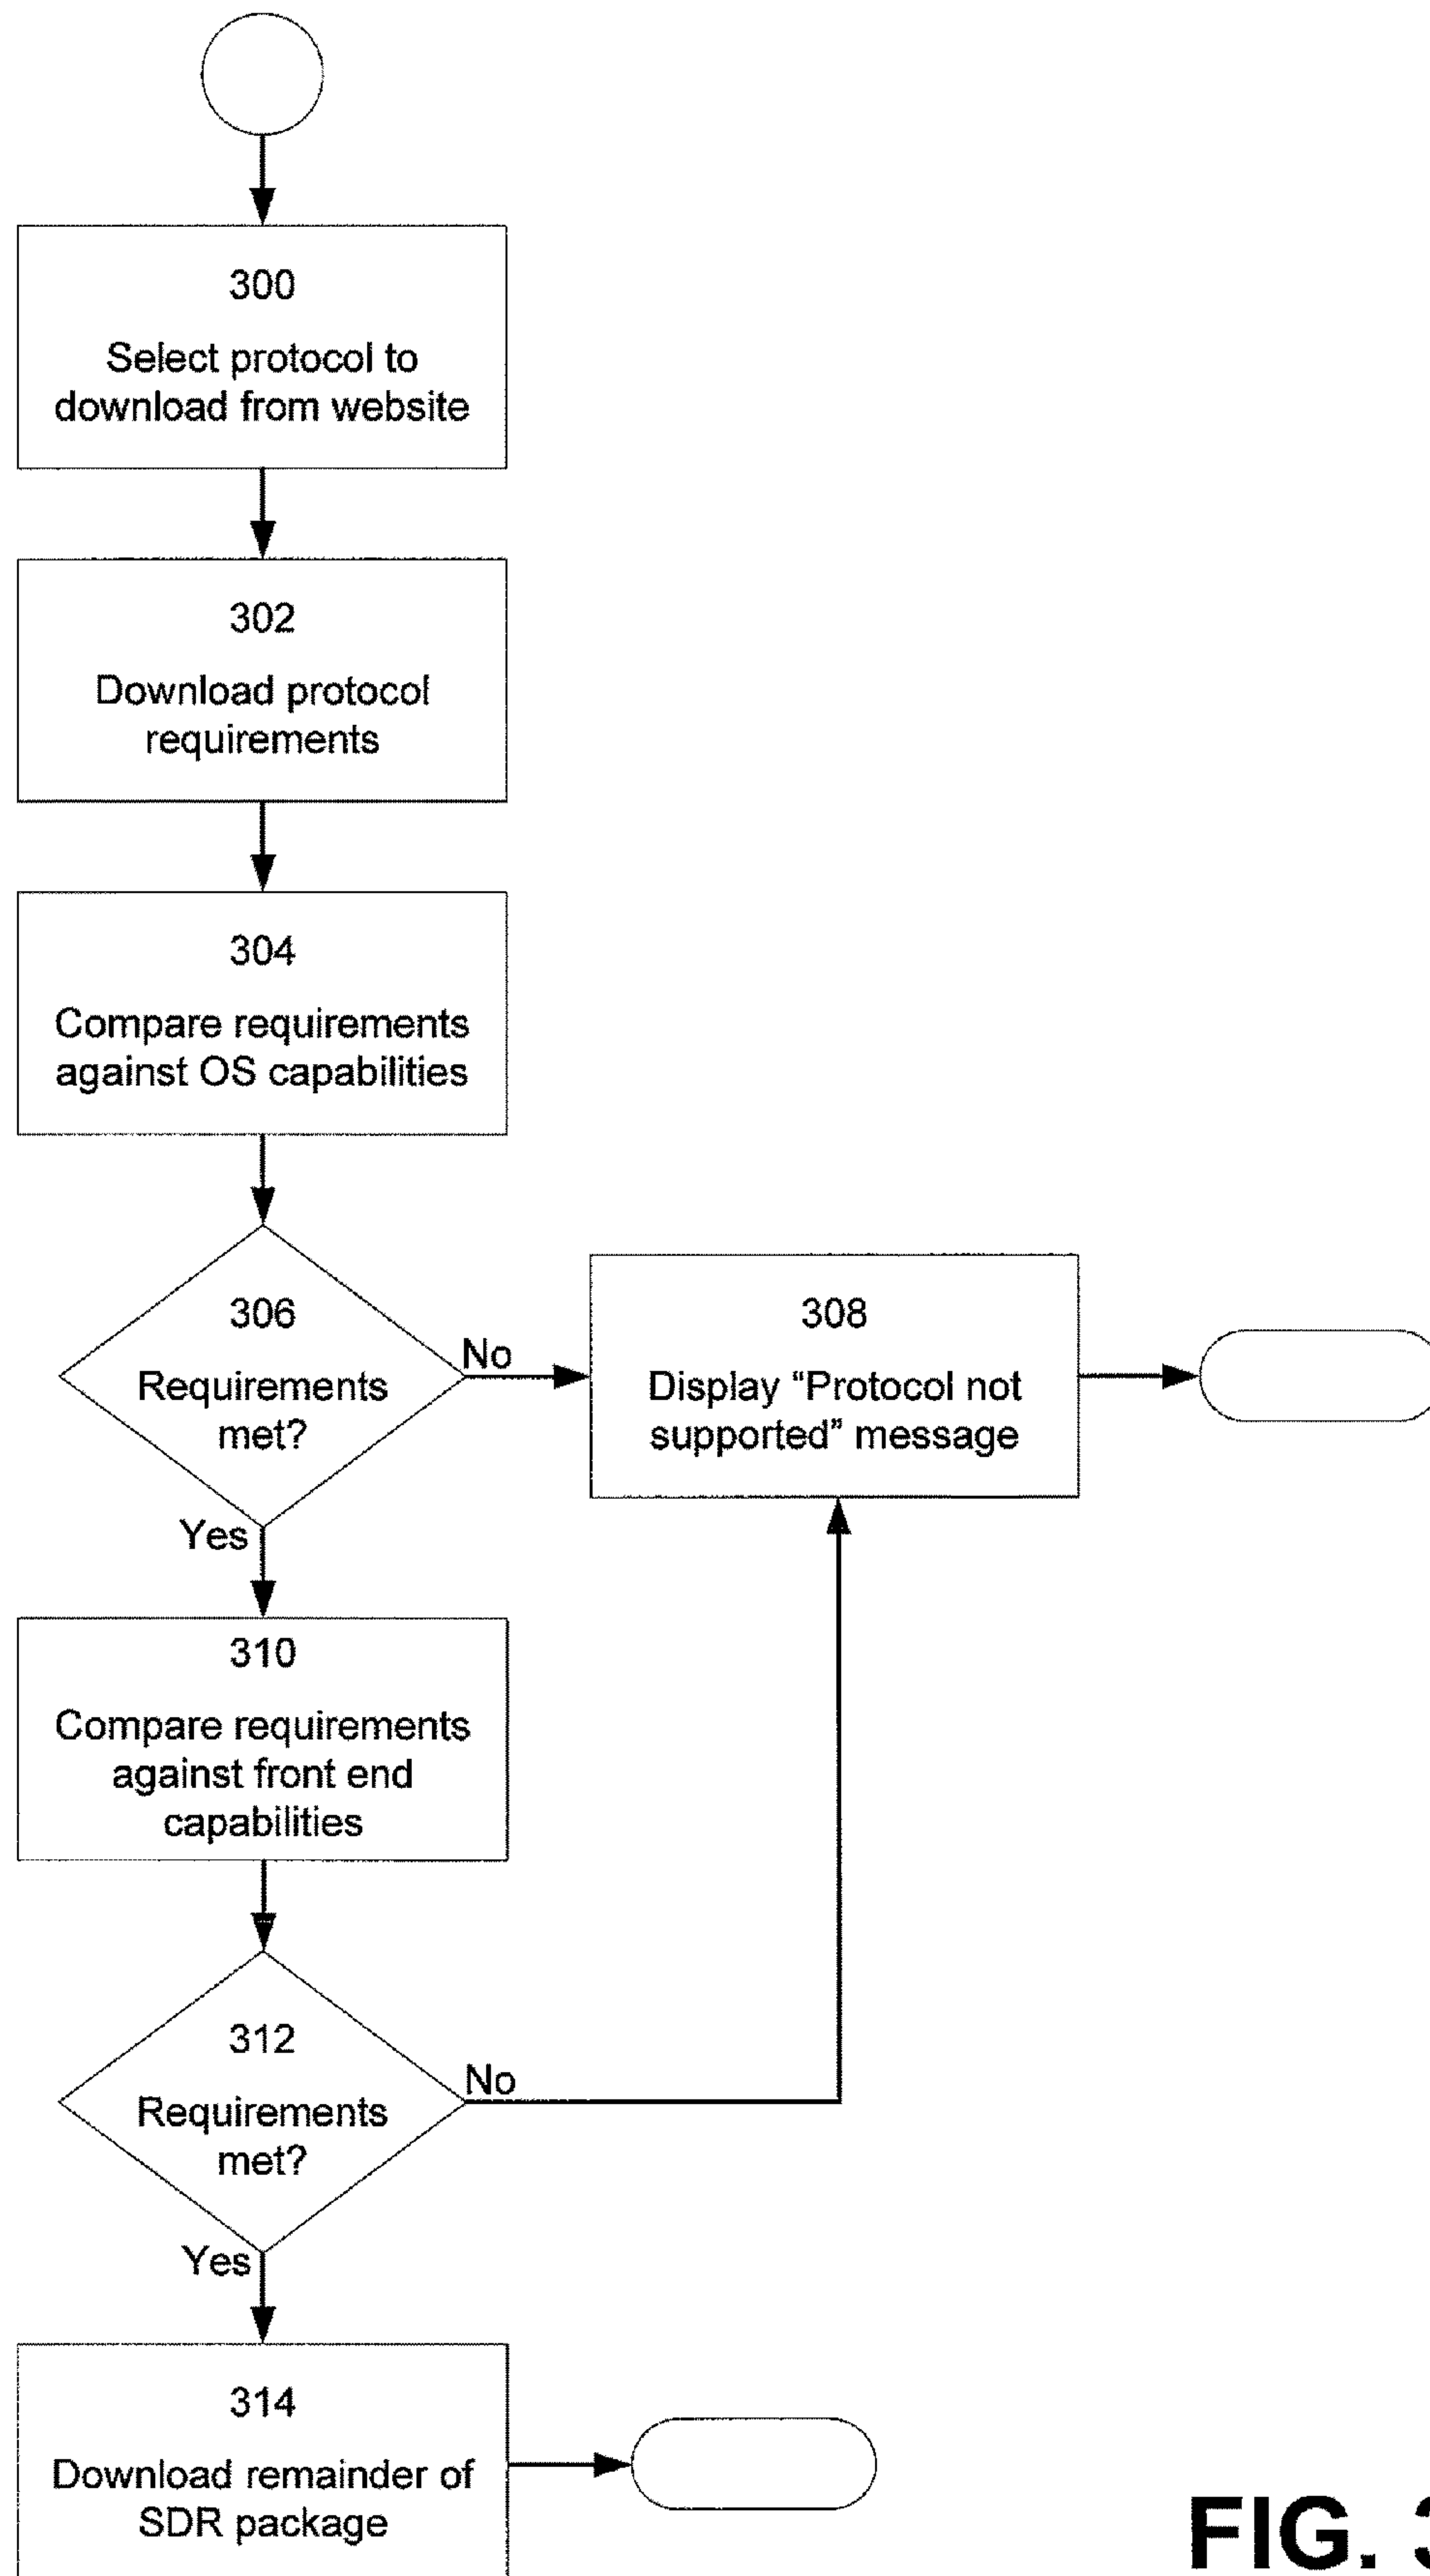 300
Select protocol to
download from website
302
Download protocol
requirements
304
Compare requirements
against OS capabilities
306
Requirements
met?
No
Yes
308
Display “Protocol not
supported” message
310
Compare requirements
against front end
capabilities
312
Requirements
met?
No
Yes
314
Download remainder of
SDR package
FIG. 3